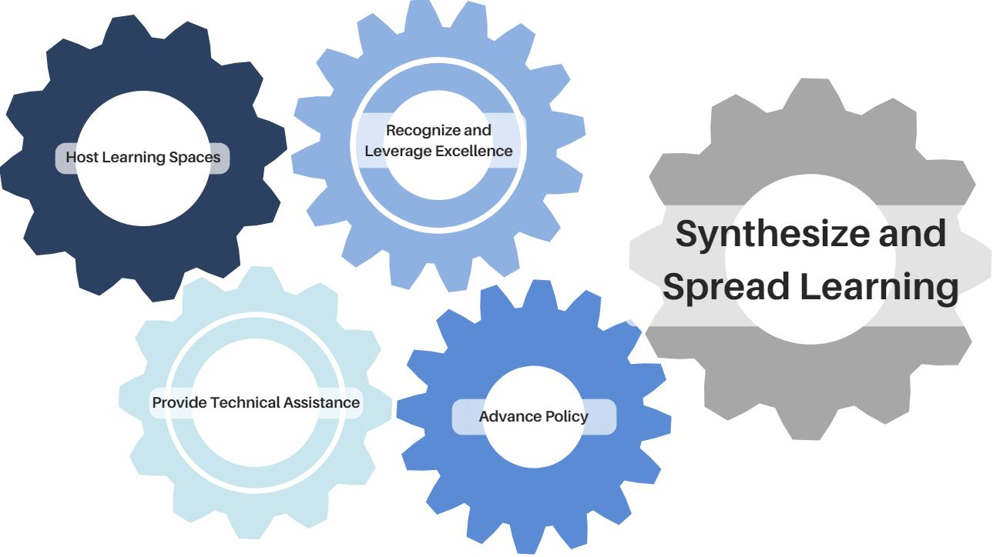 Host Learning Spaces
Recognize and
Leverage Excellence
Synthesize and
Spread Learning
Provide Technical Assistance
Advance Policy